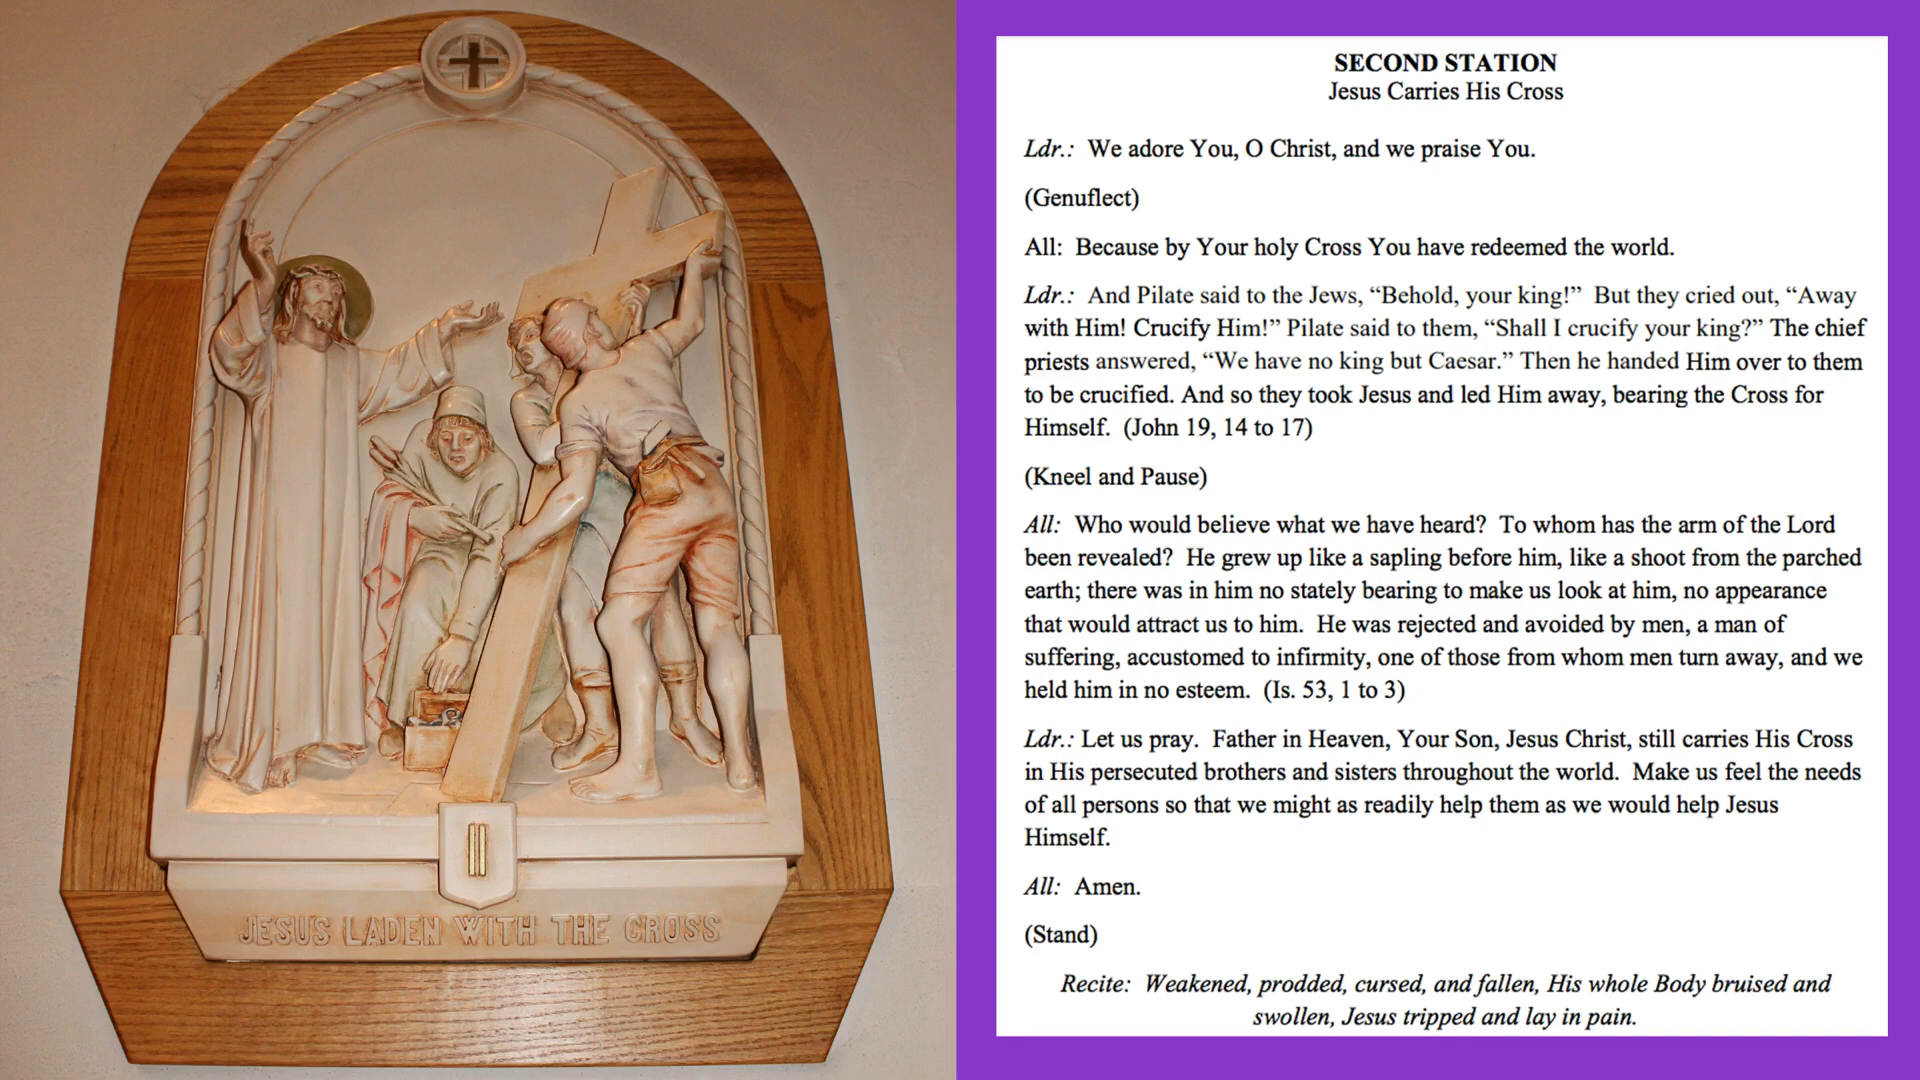 II
JESUS LADEN WITH THE CROSS
SECOND STATION
Jesus Carries His Cross
Ldr.: We adore You, O Christ, and we praise You.
(Genuflect)
All: Because by Your holy Cross You have redeemed the world.
Ldr.: And Pilate said to the Jews, “Behold, your king!” But they cried out, “Away
with Him! Crucify Him!” Pilate said to them, “Shall I crucify your king?” The chief
priests answered, “We have no king but Caesar.” Then he handed Him over to them
to be crucified. And so they took Jesus and led Him away, bearing the Cross for
Himself. (John 19, 14 to 17)
(Kneel and Pause)
All: Who would believe what we have heard? To whom has the arm of the Lord
been revealed? He grew up like a sapling before him, like a shoot from the parched
earth; there was in him no stately bearing to make us look at him, no appearance
that would attract us to him. He was rejected and avoided by men, a man of
suffering, accustomed to infirmity, one of those from whom men turn away, and we
held him in no esteem. (Is. 53, 1 to 3)
Ldr.: Let us pray. Father in Heaven, Your Son, Jesus Christ, still carries His Cross
in His persecuted brothers and sisters throughout the world. Make us feel the needs
of all persons so that we might as readily help them as we would help Jesus
Himself.
All: Amen.
(Stand)
Recite: Weakened, prodded, cursed, and fallen, His whole Body bruised and
swollen, Jesus tripped and lay in pain.